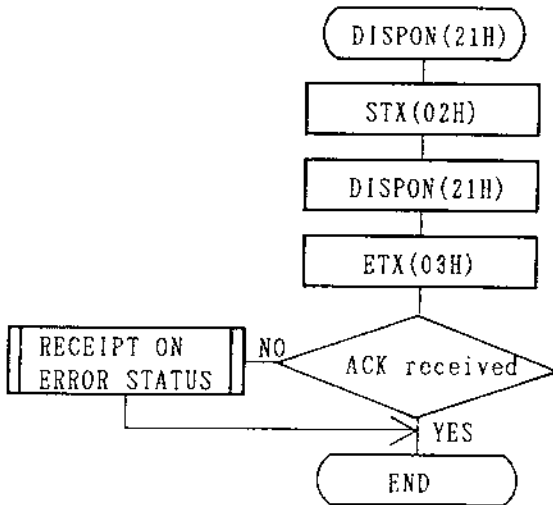 DISPON(21H)
STX(02H)
DISPON(21H)
ETX(03H)
ACK received
NO
RECEIPT ON
ERROR STATUS
YES
END